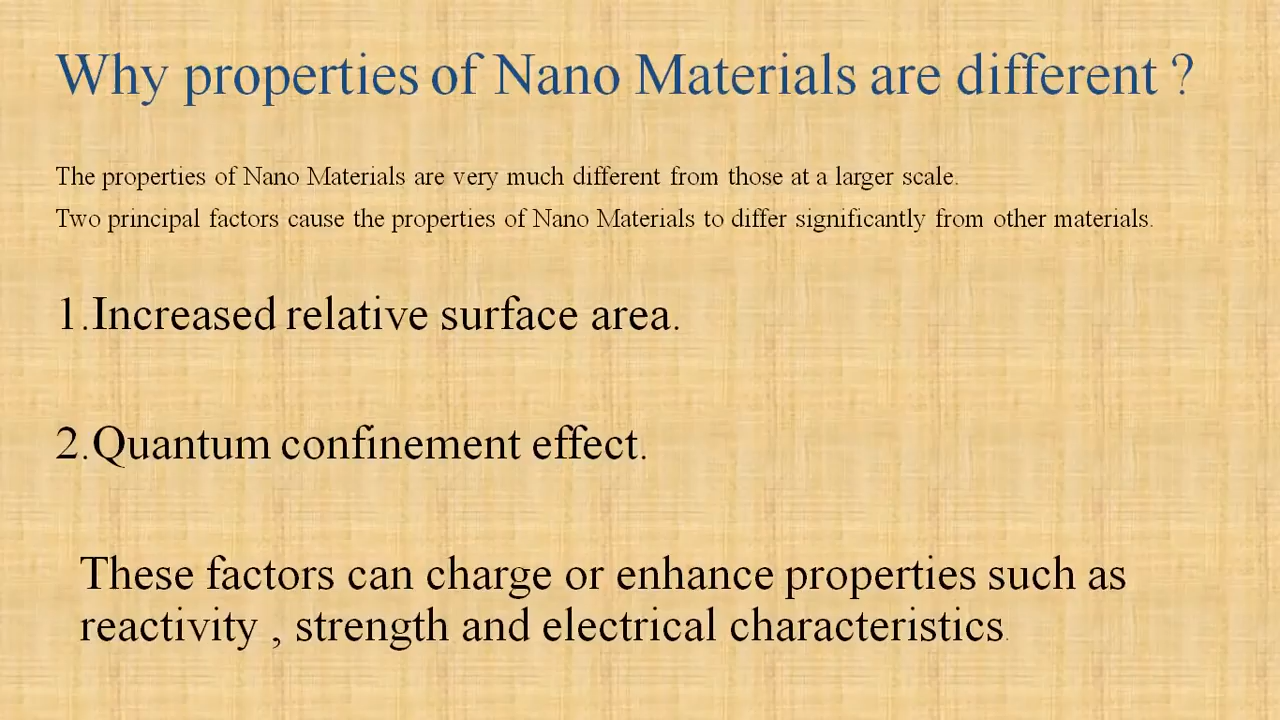 Why properties of Nano Materials are different ?
The properties of Nano Materials are very much different from those at a larger scale.
Two principal factors cause the properties of Nano Materials to differ significantly from other materials.
1.Increased relative surface area.
2.Quantum confinement effect.
These factors can charge or enhance properties such as
reactivity , strength and electrical characteristics.